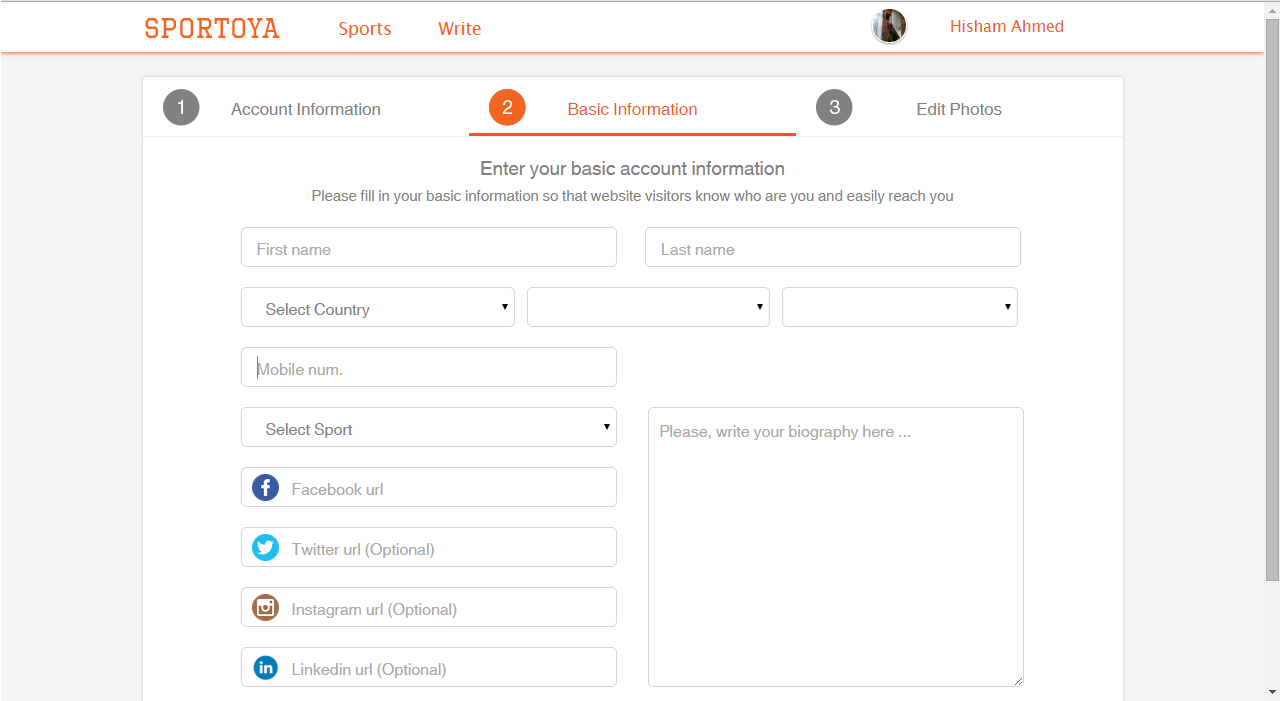 SPORTOYA Sports Write Hisham Ahmed
1 Account Information 2 Basic Information 3 Edit Photos
Enter your basic account information
Please fill in your basic information so that website visitors know who are you and easily reach you
First name Last name
Select Country
Mobile num.
Select Sport
Please, write your biography here ...
Facebook url
Twitter url (Optional)
Instagram url (Optional)
in Linkedin url (Optional)